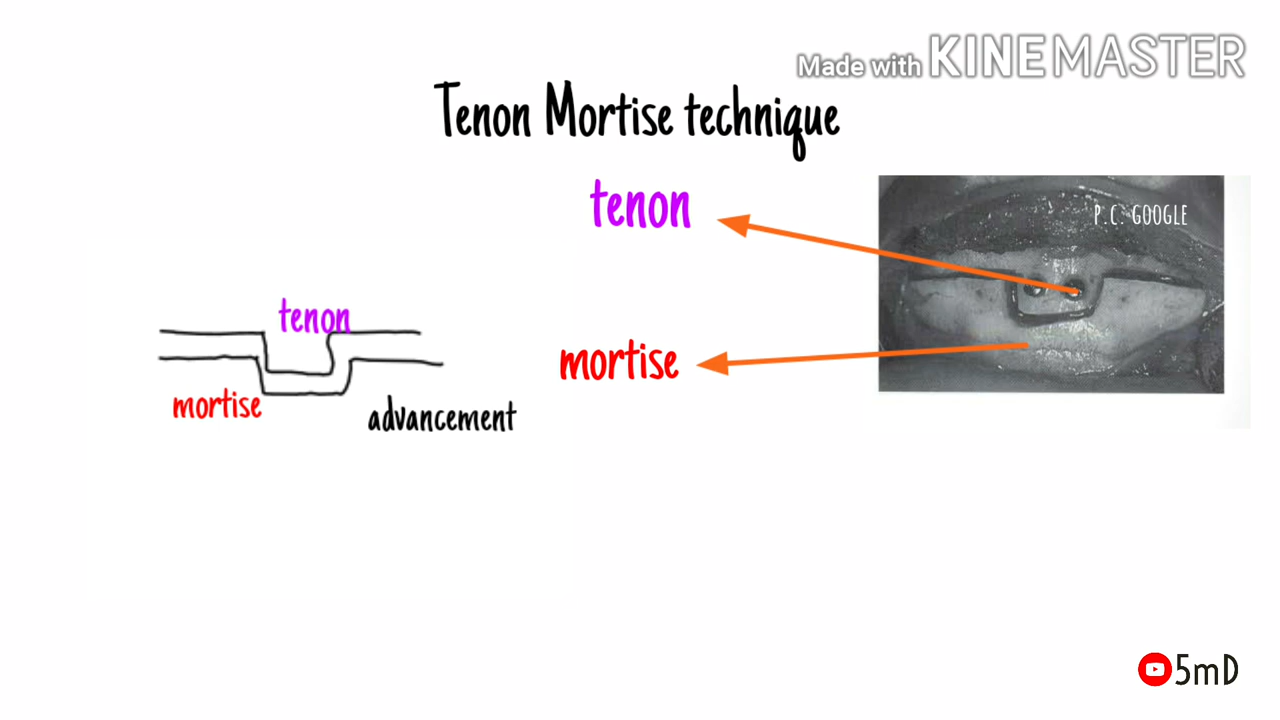 Made with KINEMASTER
Tenon Mortise technique
tenon
P.C. GOOGLE
tenon
mortise
mortise
advancement
5mD